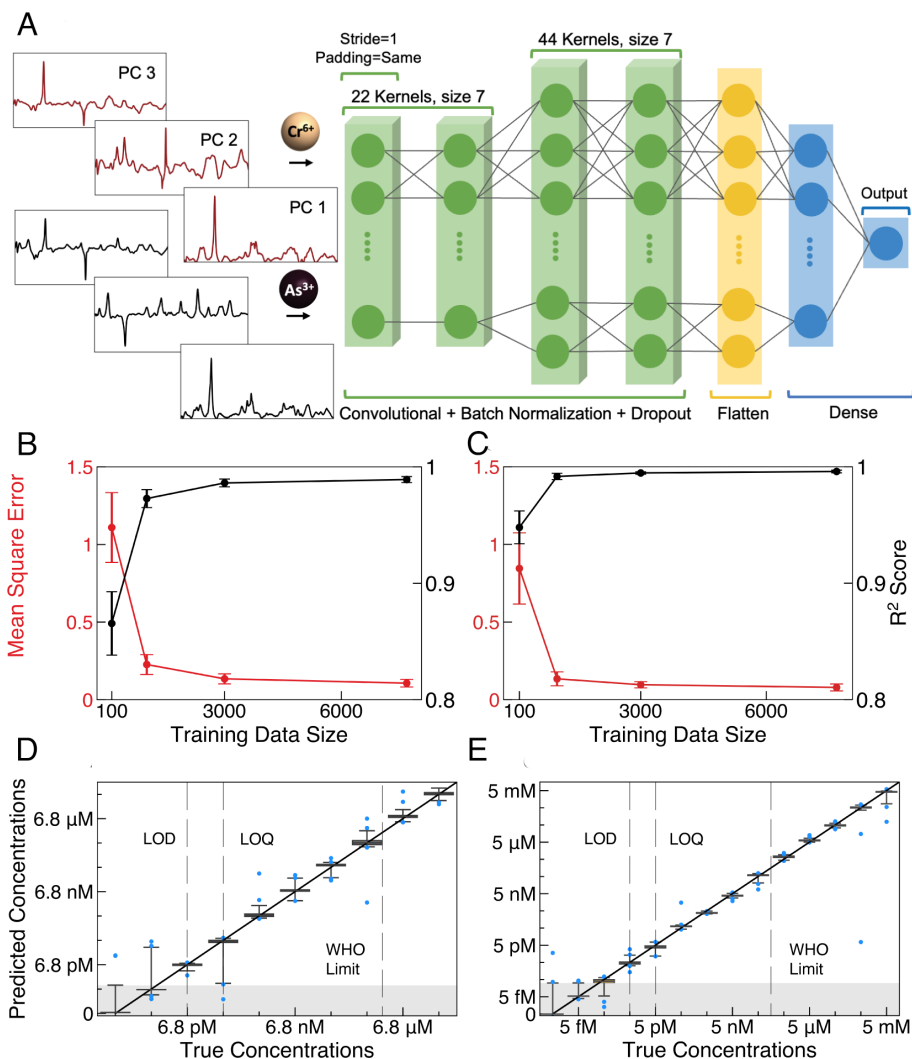 A
PC 3
PC 2
PC 1
Cr6+
As3+
Stride=1
Padding=Same
22 Kernels, size 7
44 Kernels, size 7
Output
Convolutional + Batch Normalization + Dropout
Flatten
Dense
B
Mean Square Error
1.5
1
0.5
0
1
0.9
0.8
100
3000
6000
Training Data Size
C
1.5
1
0.5
0
1
0.9
0.8
R2 Score
100
3000
6000
Training Data Size
D
Predicted Concentrations
6.8 μM
6.8 nM
6.8 pM
0
LOD
LOQ
WHO
Limit
0
6.8 pM
6.8 nM
6.8 μM
True Concentrations
E
5 mM
5 μM
5 nM
5 pM
5 fM
0
LOD
LOQ
WHO
Limit
0
5 fM
5 pM
5 nM
5 μM
5 mM
True Concentrations